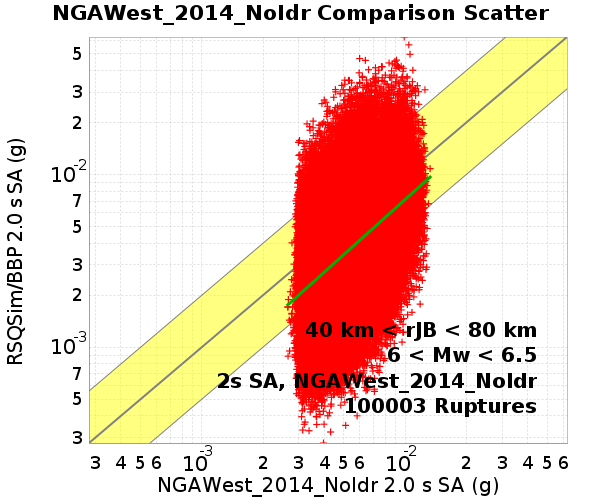 NGAWest_2014_NoIdr Comparison Scatter
RSQSim/BBP 2.0 s SA (g)
5
3
2
10-2
7
5
3
2
10-3
7
5
3
40 km < rJB < 80 km
6 < Mw < 6.5
2s SA, NGAWest_2014_NoIdr
100003 Ruptures
3 4 5 6 10-3 2 3 4 5 6 10-2 2 3 4 5 6
NGAWest_2014_NoIdr 2.0 s SA (g)